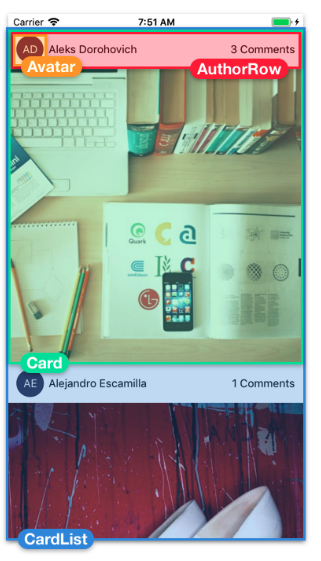 Carrier 7:51 AM
AD Aleks Dorohovich 3 Comments
Avatar AuthorRow
Quark C a
LG
Card
AE Alejandro Escamilla 1 Comments
CardList